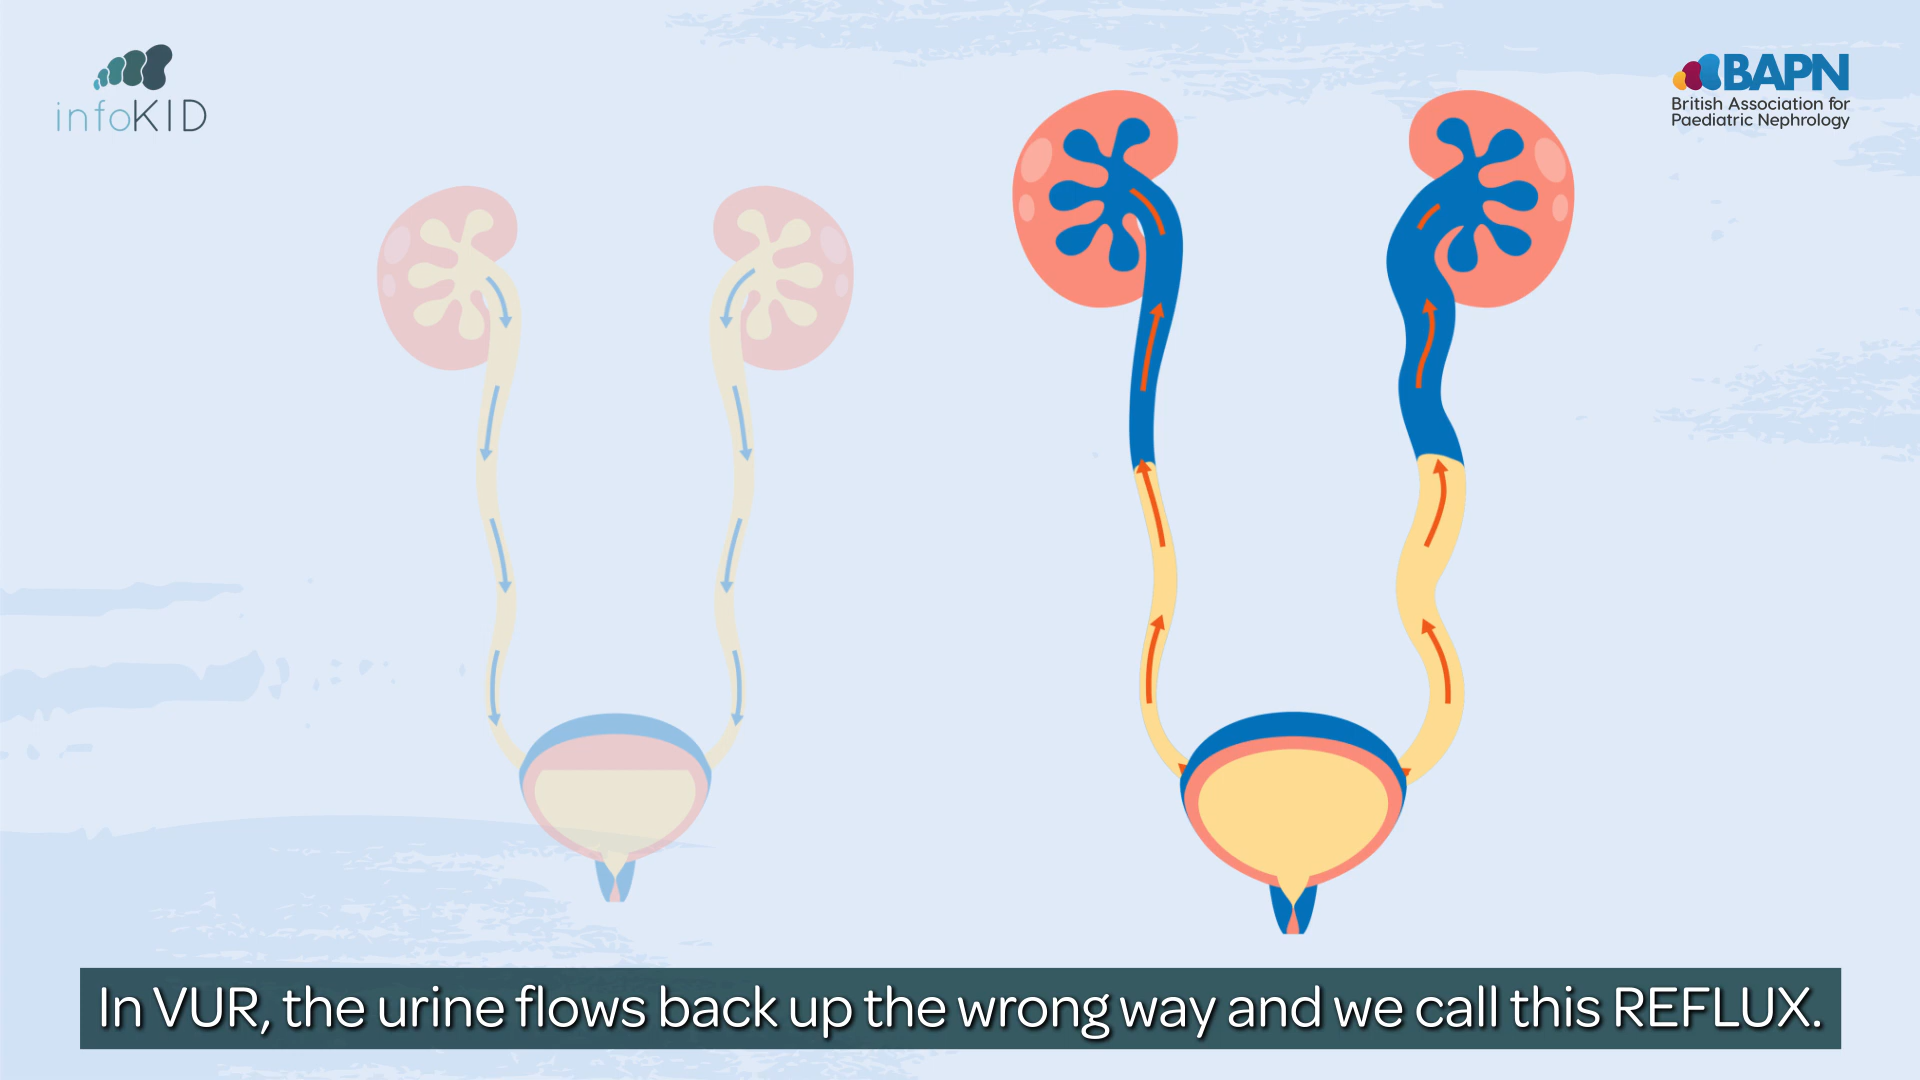 infoKID
BAPN
British Association for
Paediatric Nephrology
In VUR, the urine flows back up the wrong way and we call this REFLUX.